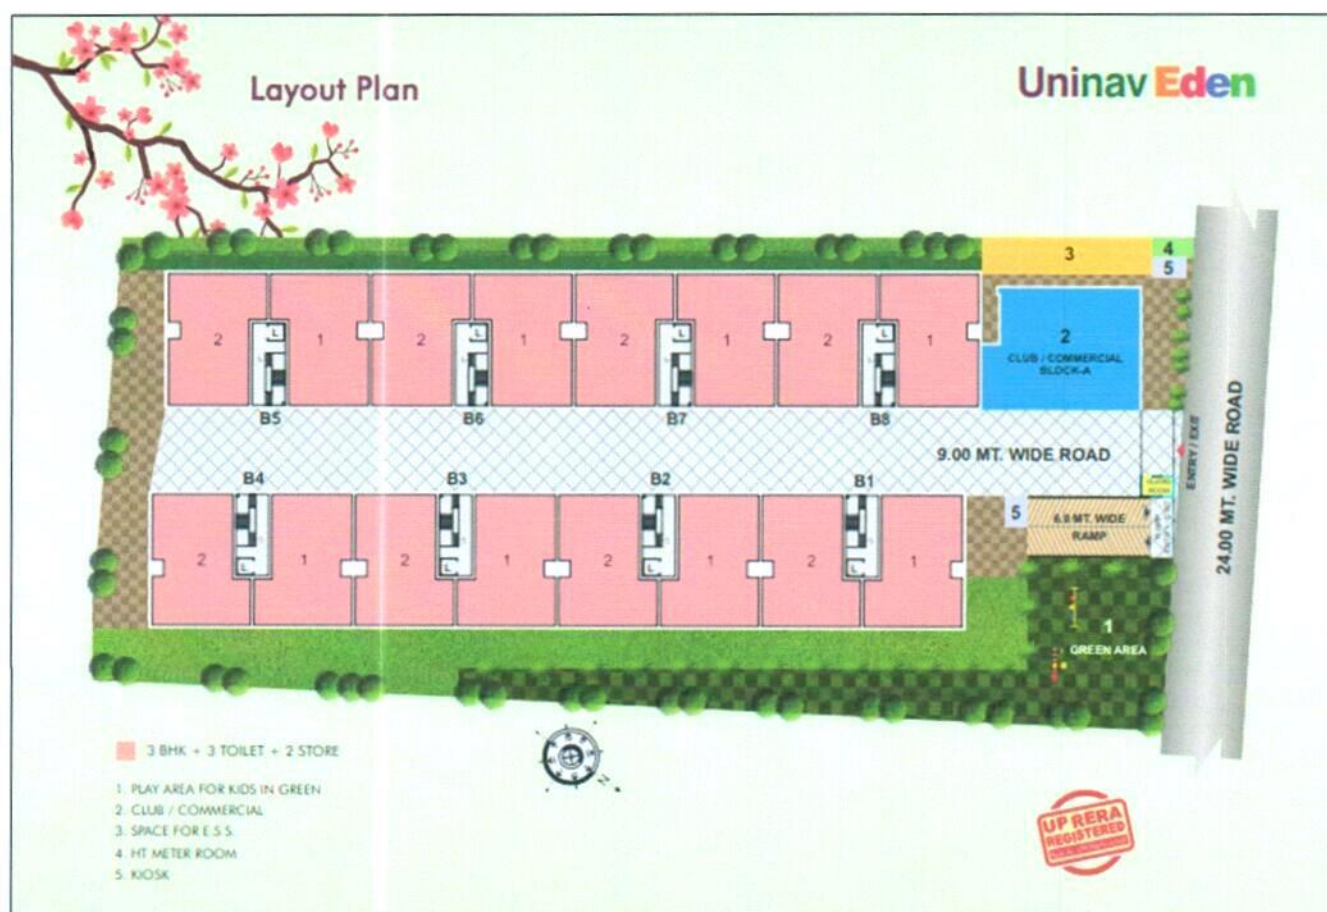 Layout Plan
Uninav Eden
3
4
5
2
1
2
1
2
1
2
1
2
CLUB / COMMERCIAL
BLOCK-A
L
L
L
L
B5
B6
B7
B8
9.00 MT. WIDE ROAD
ENTRY / EXIT
24.00 MT. WIDE ROAD
B4
B3
B2
B1
5
6.0 MT. WIDE
RAMP
2
1
2
1
2
1
2
1
L
L
L
L
1
GREEN AREA
N
3 BHK + 3 TOILET + 2 STORE
1. PLAY AREA FOR KIDS IN GREEN
2. CLUB / COMMERCIAL
3. SPACE FOR E.S.S.
4. HT METER ROOM
5. KIOSK
UP RERA
REGISTERED